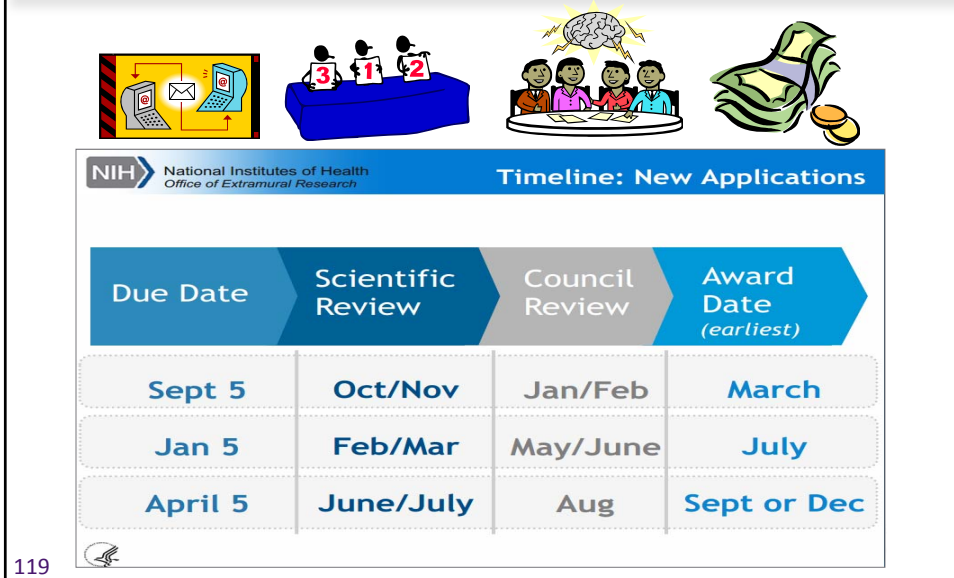 @
@
3 1 2
NIH National Institutes of Health
Office of Extramural Research
Timeline: New Applications
Due Date
Scientific
Review
Council
Review
Award
Date
(earliest)
Sept 5 Oct/Nov Jan/Feb March
Jan 5 Feb/Mar May/June July
April 5 June/July Aug Sept or Dec
119